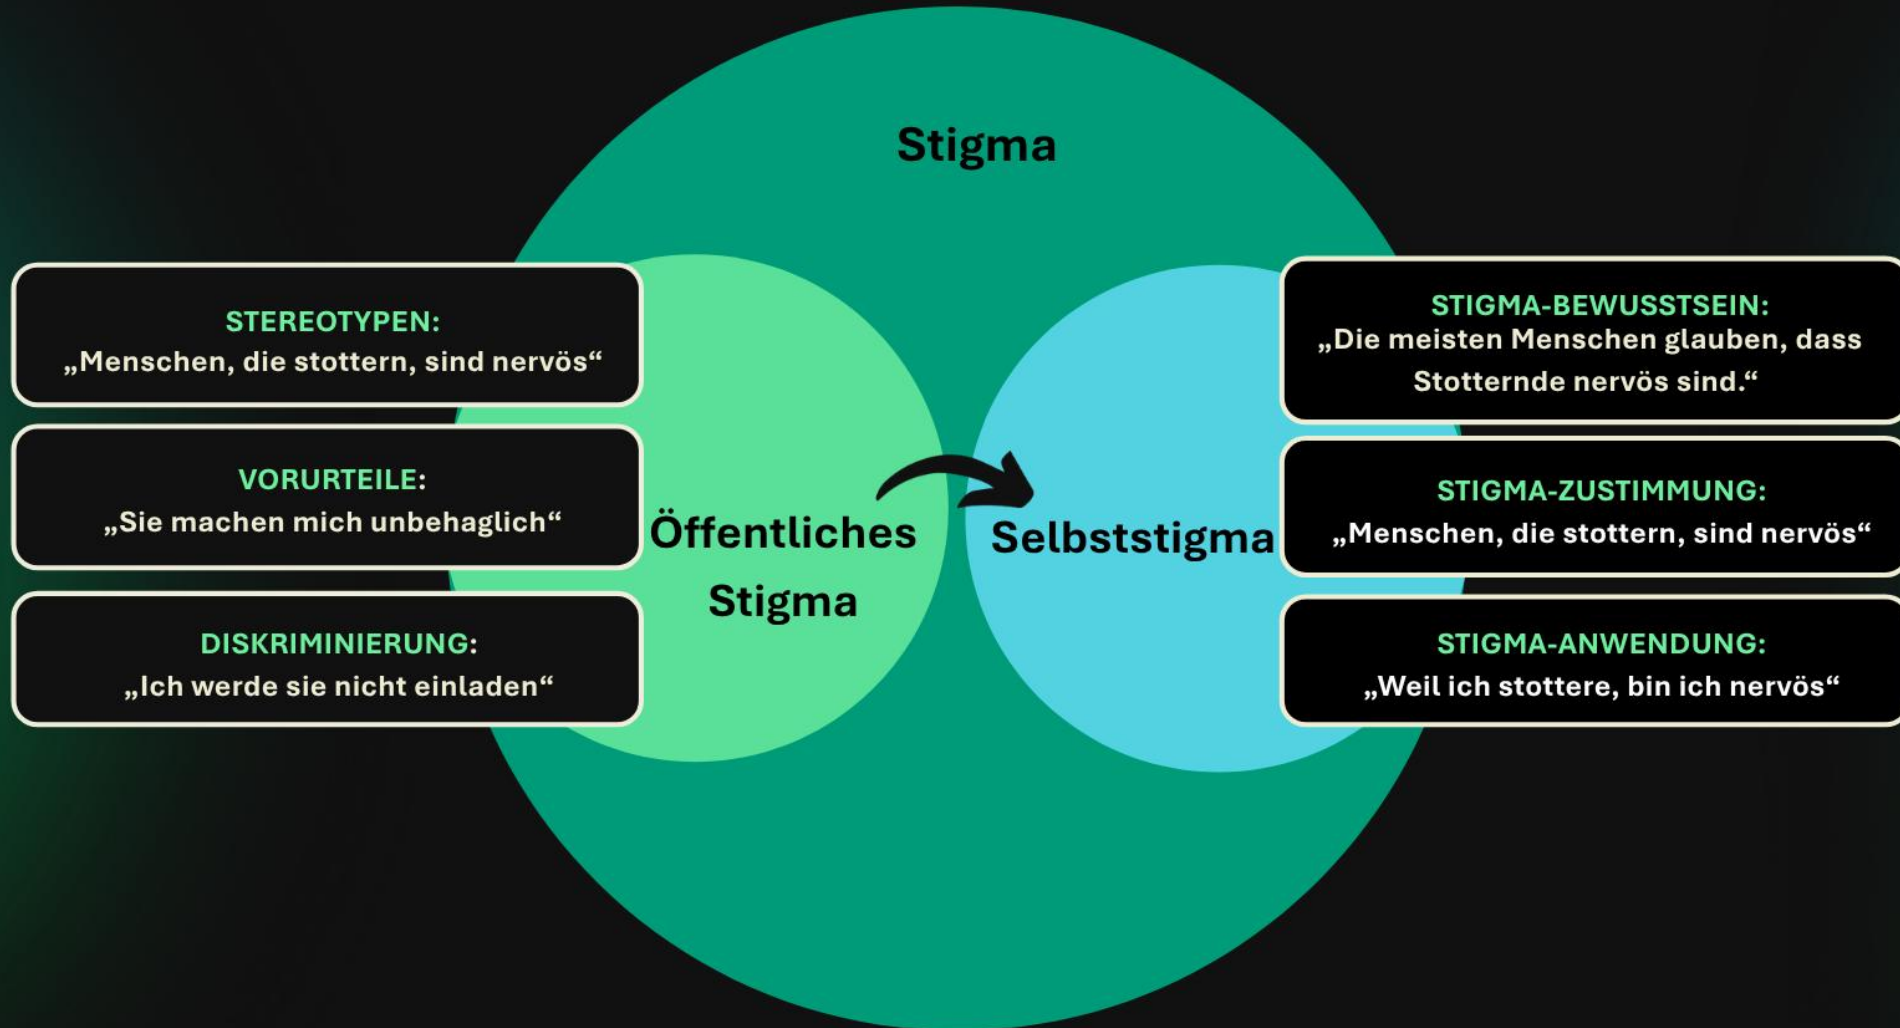 Stigma
STEREOTYPEN:
„Menschen, die stottern, sind nervös“
VORURTEILE:
„Sie machen mich unbehaglich“
DISKRIMINIERUNG:
„Ich werde sie nicht einladen“
Öffentliches
Stigma
Selbststigma
STIGMA-BEWUSSTSEIN:
„Die meisten Menschen glauben, dass
Stotternde nervös sind.“
STIGMA-ZUSTIMMUNG:
„Menschen, die stottern, sind nervös“
STIGMA-ANWENDUNG:
„Weil ich stottere, bin ich nervös“